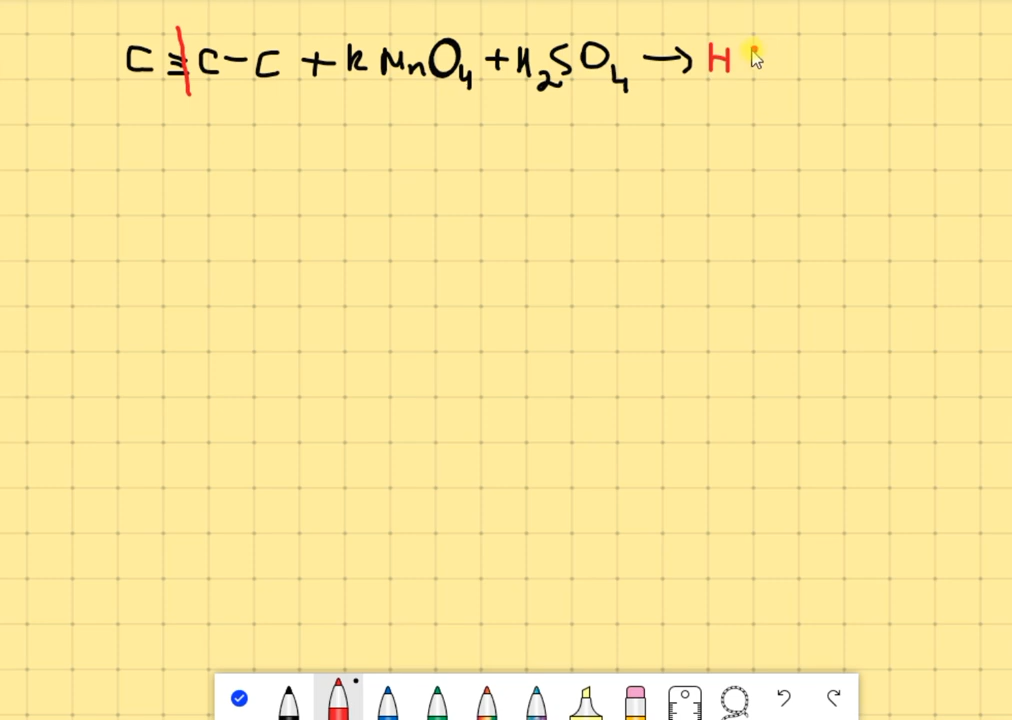 C≡C-C + KMnO₄ + H₂SO₄ → H